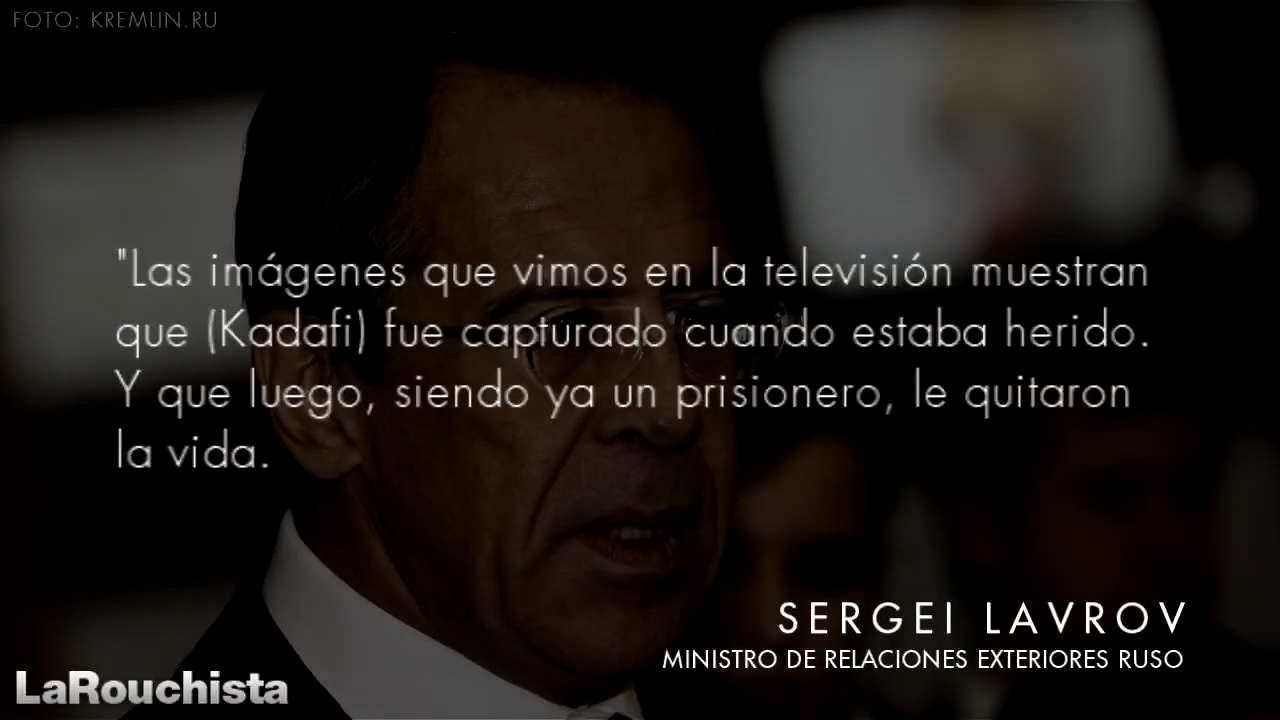 FOTO: KREMLIN.RU
"Las imágenes que vimos en la televisión muestran
que (Kadafi) fue capturado cuando estaba herido.
Y que luego, siendo ya un prisionero, le quitaron
la vida.
SERGEI LAVROV
MINISTRO DE RELACIONES EXTERIORES RUSO
LaRouchista